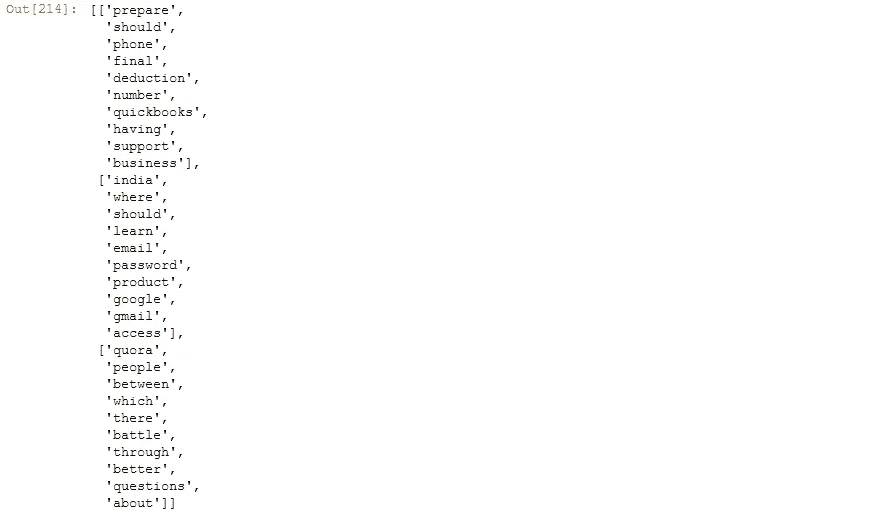 Out[214]: [['prepare',
'should',
'phone',
'final',
'deduction',
'number',
'quickbooks',
'having',
'support',
'business'],
['india',
'where',
'should',
'learn',
'email',
'password',
'product',
'google',
'gmail',
'access'],
['quora',
'people',
'between',
'which',
'there',
'battle',
'through',
'better',
'questions',
'about']]